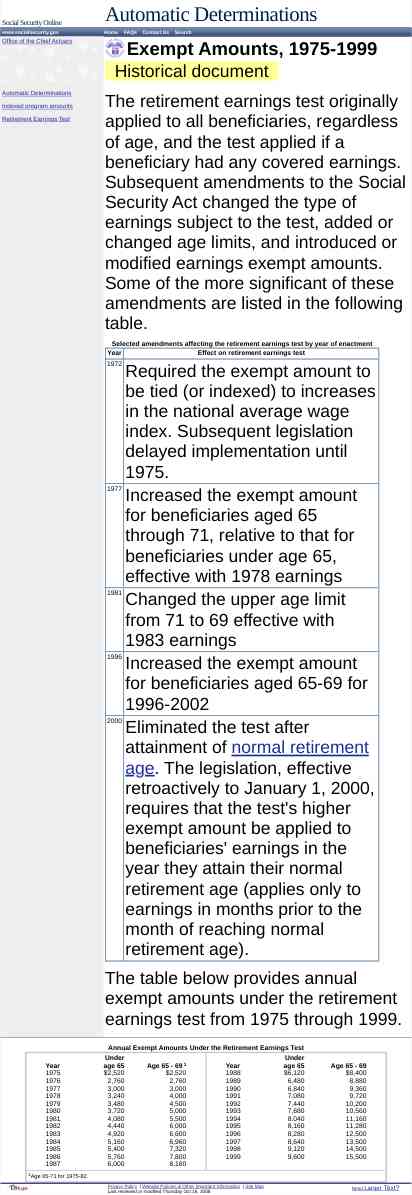 Automatic Determinations
Social Security Online
www.socialsecurity.gov Home FAQs Contact Us Search
Office of the Chief Actuary
Automatic Determinations
Indexed program amounts
Retirement Earnings Test
Exempt Amounts, 1975-1999
Historical document
The retirement earnings test originally
applied to all beneficiaries, regardless
of age, and the test applied if a
beneficiary had any covered earnings.
Subsequent amendments to the Social
Security Act changed the type of
earnings subject to the test, added or
changed age limits, and introduced or
modified earnings exempt amounts.
Some of the more significant of these
amendments are listed in the following
table.
Selected amendments affecting the retirement earnings test by year of enactment
Year Effect on retirement earnings test
1972 Required the exempt amount to
be tied (or indexed) to increases
in the national average wage
index. Subsequent legislation
delayed implementation until
1975.
1977 Increased the exempt amount
for beneficiaries aged 65
through 71, relative to that for
beneficiaries under age 65,
effective with 1978 earnings
1981 Changed the upper age limit
from 71 to 69 effective with
1983 earnings
1996 Increased the exempt amount
for beneficiaries aged 65-69 for
1996-2002
2000 Eliminated the test after
attainment of normal retirement
age. The legislation, effective
retroactively to January 1, 2000,
requires that the test's higher
exempt amount be applied to
beneficiaries' earnings in the
year they attain their normal
retirement age (applies only to
earnings in months prior to the
month of reaching normal
retirement age).
The table below provides annual
exempt amounts under the retirement
earnings test from 1975 through 1999.
Annual Exempt Amounts Under the Retirement Earnings Test
Under Under
Year age 65 Age 65 - 69 ¹ Year age 65 Age 65 - 69
1975 $2,520 $2,520 1988 $6,120 $8,400
1976 2,760 2,760 1989 6,480 8,880
1977 3,000 3,000 1990 6,840 9,360
1978 3,240 4,000 1991 7,080 9,720
1979 3,480 4,500 1992 7,440 10,200
1980 3,720 5,000 1993 7,680 10,560
1981 4,080 5,500 1994 8,040 11,160
1982 4,440 6,000 1995 8,160 11,280
1983 4,920 6,600 1996 8,280 12,500
1984 5,160 6,960 1997 8,640 13,500
1985 5,400 7,320 1998 9,120 14,500
1986 5,760 7,800 1999 9,600 15,500
1987 6,000 8,160
¹Age 65-71 for 1975-82.
Privacy Policy | Website Policies & Other Important Information | Site Map
Last reviewed or modified Thursday Oct 16, 2008
Need Larger Text?